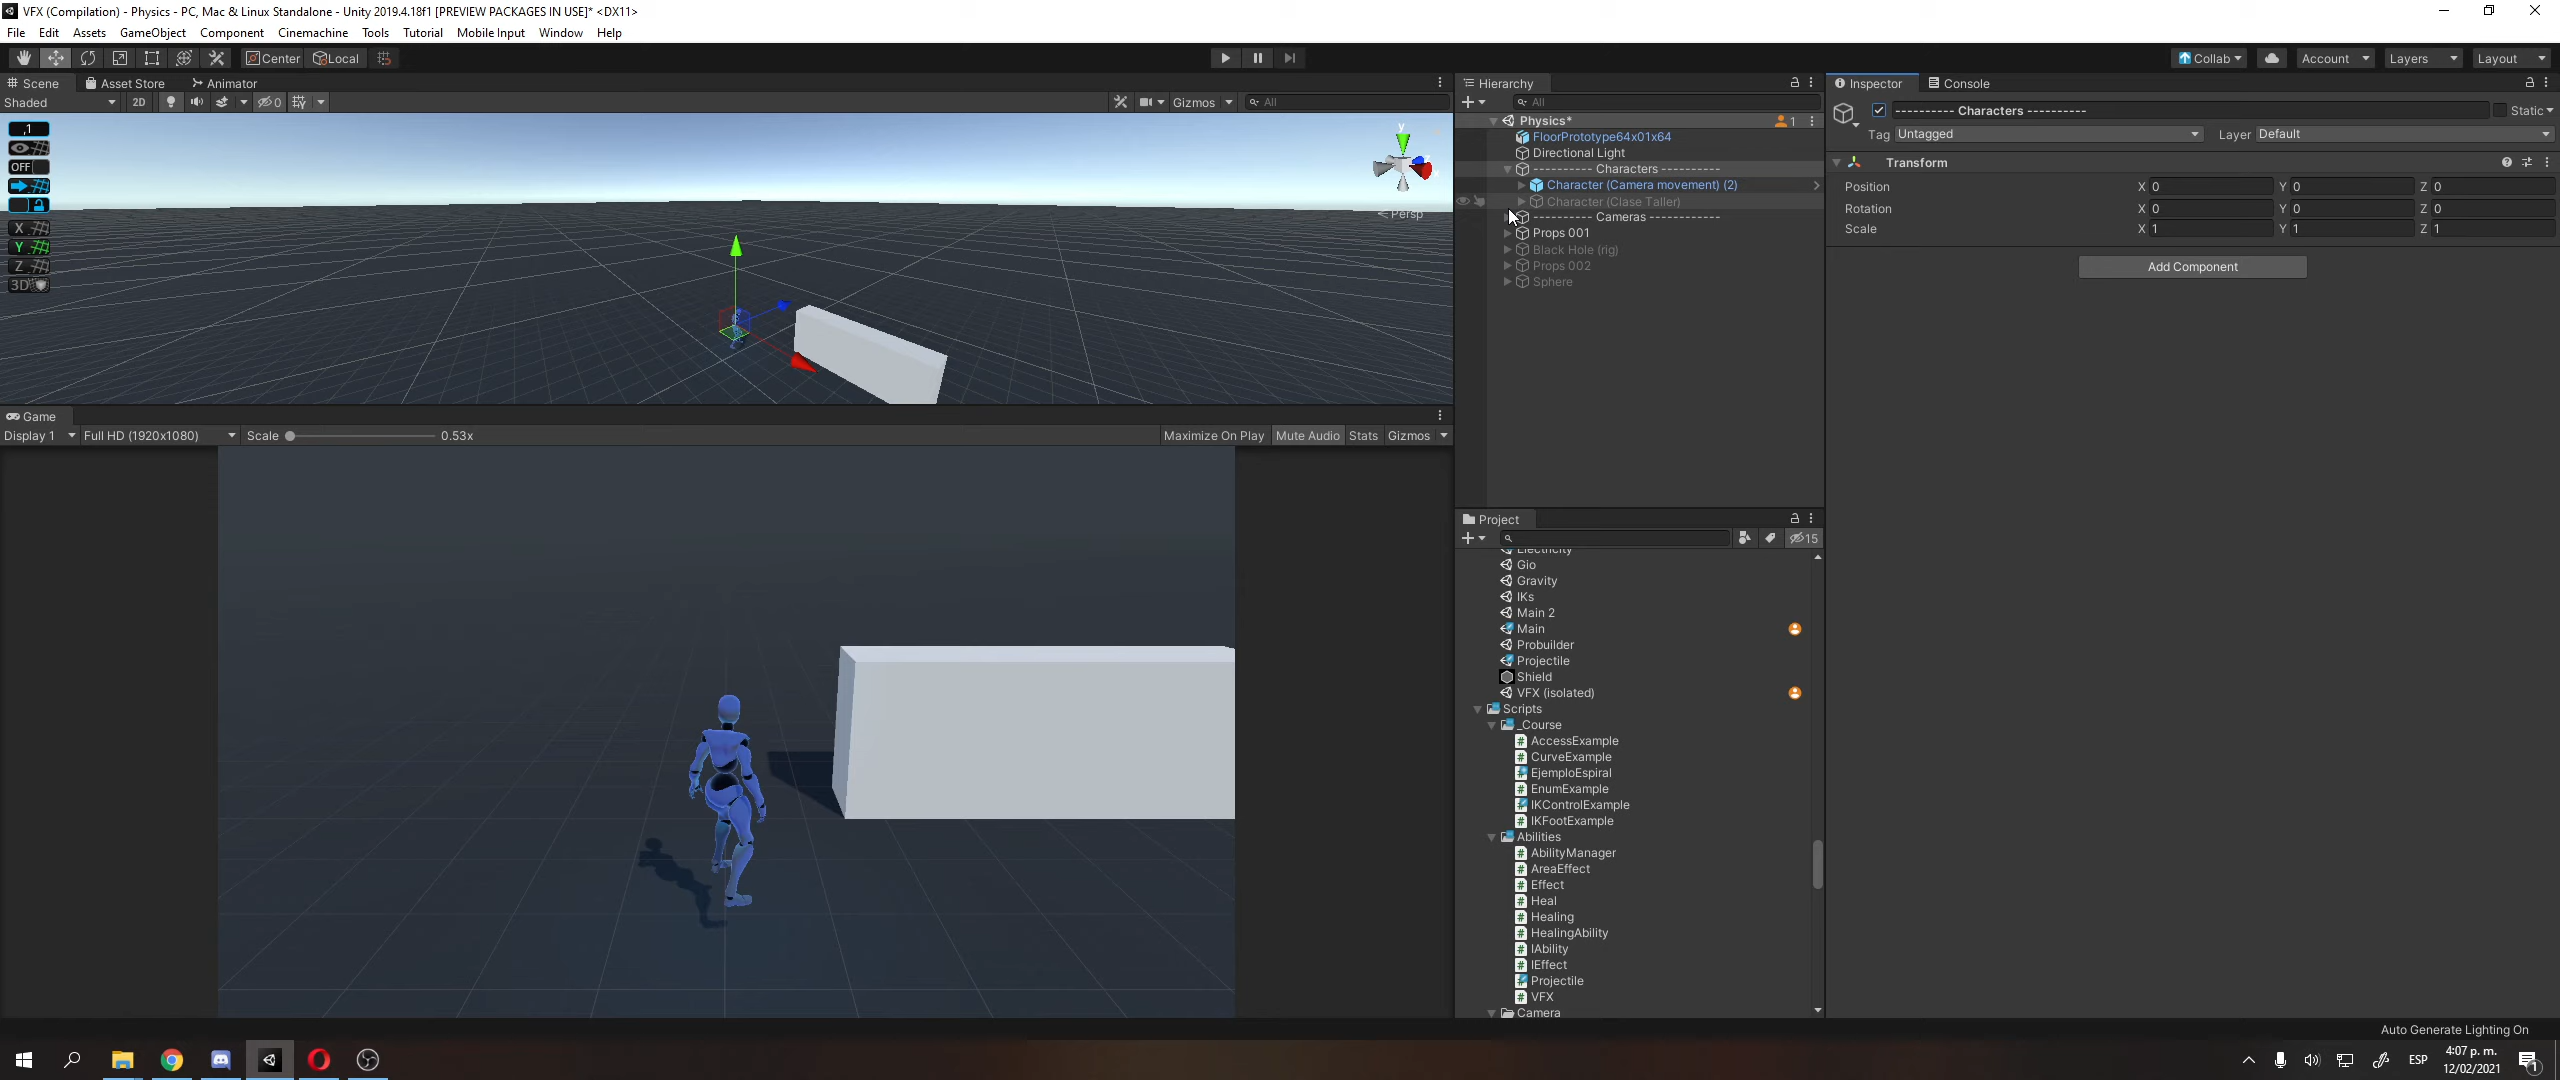 VFX (Compilation) - Physics - PC, Mac & Linux Standalone - Unity 2019.4.18f1 [PREVIEW PACKAGES IN USE]* <DX11>
File Edit Assets GameObject Component Cinemachine Tools Tutorial Mobile Input Window Help
Center Local Collab Account Layers Layout
Scene Asset Store Animator
Shaded 2D 0 Gizmos All
,1
OFF
X
Y
Z
3D
y
Persp
Game
Display 1 Full HD (1920x1080) Scale 0.53x Maximize On Play Mute Audio Stats Gizmos
Hierarchy
All
Physics* 1
FloorPrototype64x01x64
Directional Light
---------- Characters ----------
Character (Camera movement) (2)
Character (Clase Taller)
---------- Cameras ------------
Props 001
Black Hole (rig)
Props 002
Sphere
Project
15
Electricity
Gio
Gravity
IKs
Main 2
Main
Probuilder
Projectile
Shield
VFX (isolated)
Scripts
_Course
AccessExample
CurveExample
EjemploEspiral
EnumExample
IKControlExample
IKFootExample
Abilities
AbilityManager
AreaEffect
Effect
Heal
Healing
HealingAbility
IAbility
IEffect
Projectile
VFX
Camera
Inspector Console
---------- Characters ---------- Static
Tag Untagged Layer Default
Transform
Position X 0 Y 0 Z 0
Rotation X 0 Y 0 Z 0
Scale X 1 Y 1 Z 1
Add Component
Auto Generate Lighting On
ESP
4:07 p. m.
12/02/2021
1